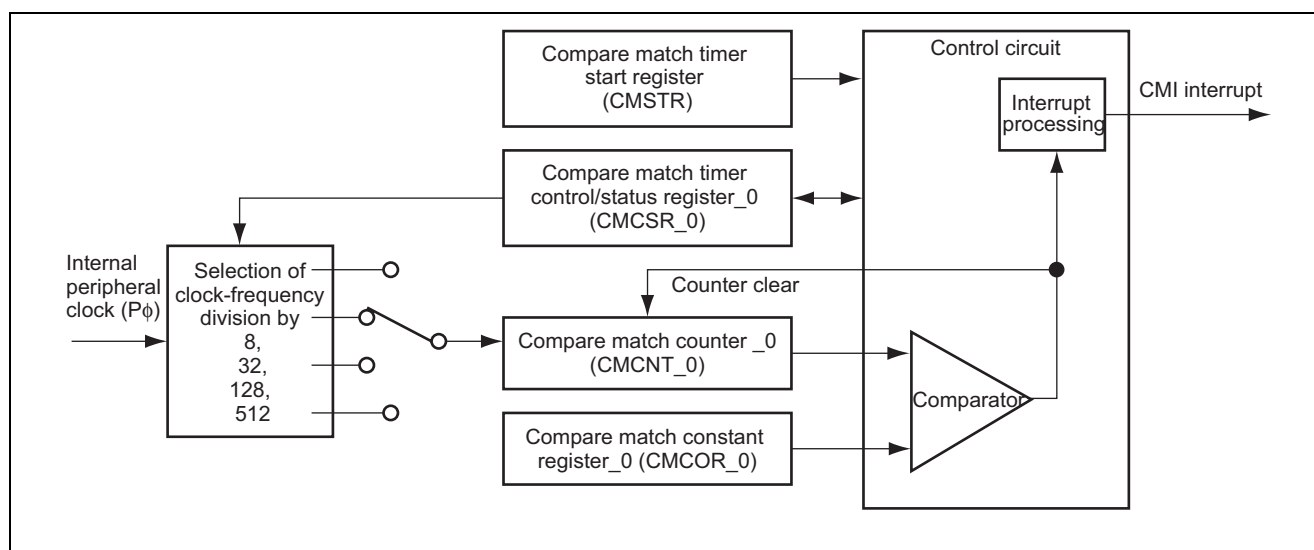 Compare match timer
start register
(CMSTR)
Control circuit
Interrupt
processing
CMI interrupt
Compare match timer
control/status register_0
(CMCSR_0)
Internal
peripheral
clock (Pϕ)
Selection of
clock-frequency
division by
8,
32,
128,
512
Counter clear
Compare match counter _0
(CMCNT_0)
Comparator
Compare match constant
register_0 (CMCOR_0)